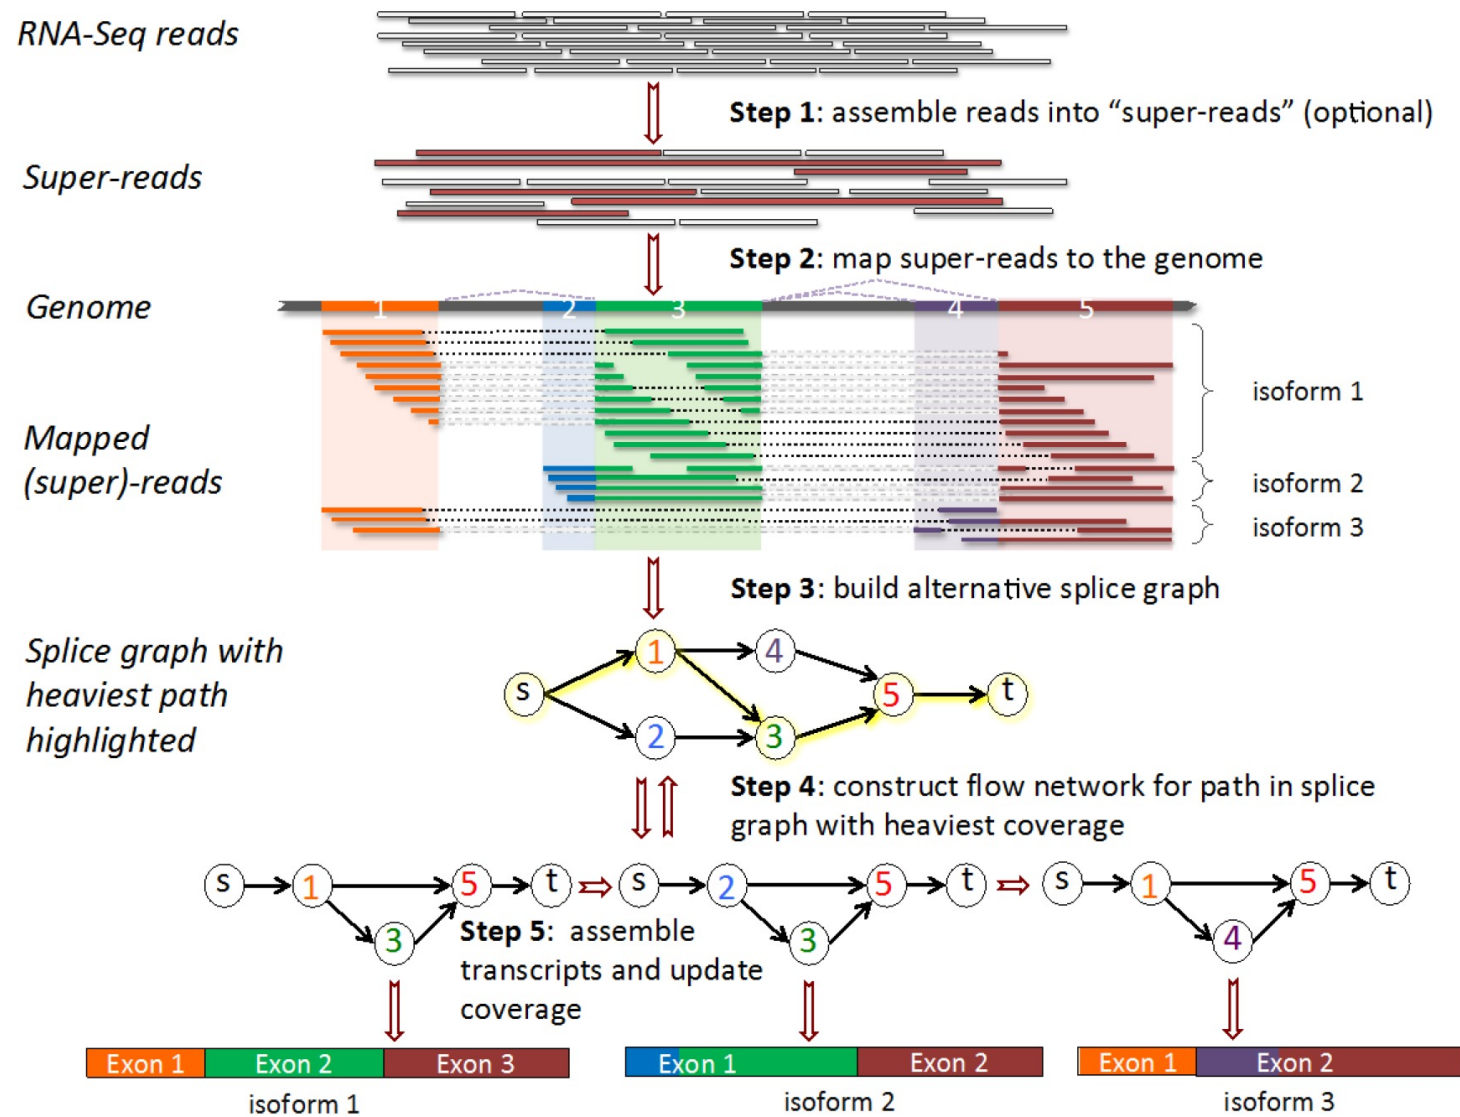 RNA-Seq reads
Step 1: assemble reads into “super-reads” (optional)
Super-reads
Step 2: map super-reads to the genome
Genome
1 2 3 4 5
isoform 1
Mapped
(super)-reads
isoform 2
isoform 3
Step 3: build alternative splice graph
Splice graph with
heaviest path
highlighted
s 1 4 5 t
2 3
Step 4: construct flow network for path in splice
graph with heaviest coverage
s 1 5 t s 2 5 t s 1 5 t
3 3 4
Step 5: assemble
transcripts and update
coverage
Exon 1 Exon 2 Exon 3
isoform 1
Exon 1 Exon 2
isoform 2
Exon 1 Exon 2
isoform 3